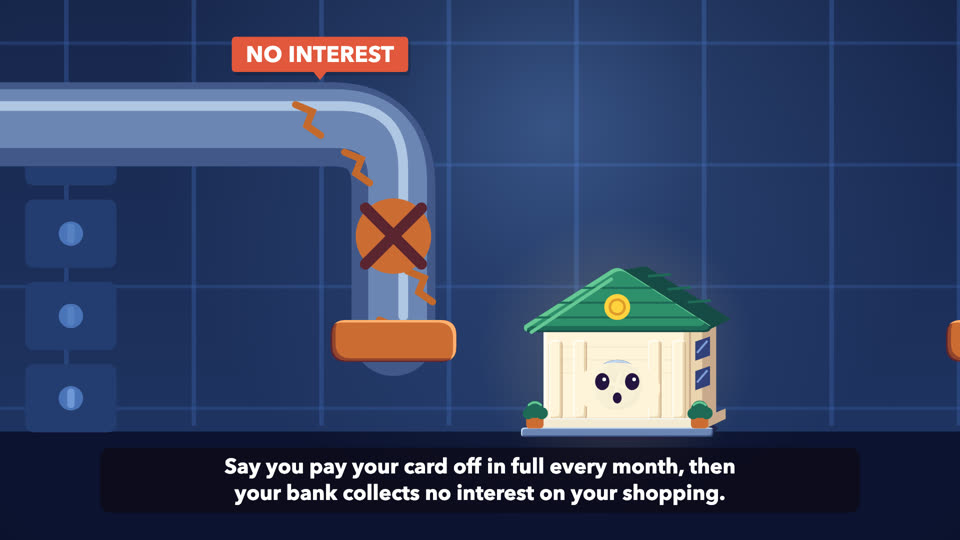 NO INTEREST
Say you pay your card off in full every month, then
your bank collects no interest on your shopping.